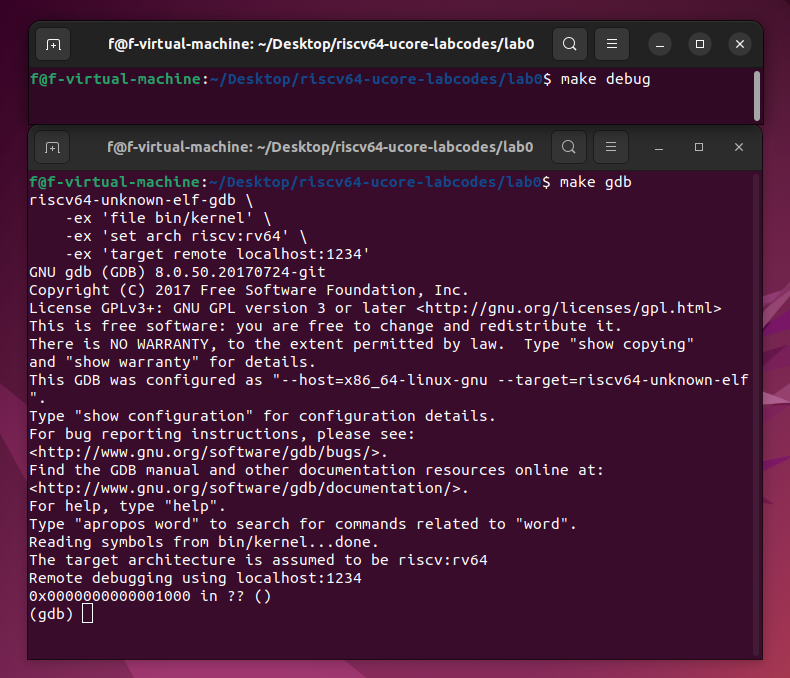 f@f-virtual-machine: ~/Desktop/riscv64-ucore-labcodes/lab0
f@f-virtual-machine:~/Desktop/riscv64-ucore-labcodes/lab0$ make debug
f@f-virtual-machine: ~/Desktop/riscv64-ucore-labcodes/lab0
f@f-virtual-machine:~/Desktop/riscv64-ucore-labcodes/lab0$ make gdb
riscv64-unknown-elf-gdb \
    -ex 'file bin/kernel' \
    -ex 'set arch riscv:rv64' \
    -ex 'target remote localhost:1234'
GNU gdb (GDB) 8.0.50.20170724-git
Copyright (C) 2017 Free Software Foundation, Inc.
License GPLv3+: GNU GPL version 3 or later <http://gnu.org/licenses/gpl.html>
This is free software: you are free to change and redistribute it.
There is NO WARRANTY, to the extent permitted by law.  Type "show copying"
and "show warranty" for details.
This GDB was configured as "--host=x86_64-linux-gnu --target=riscv64-unknown-elf
".
Type "show configuration" for configuration details.
For bug reporting instructions, please see:
<http://www.gnu.org/software/gdb/bugs/>.
Find the GDB manual and other documentation resources online at:
<http://www.gnu.org/software/gdb/documentation/>.
For help, type "help".
Type "apropos word" to search for commands related to "word".
Reading symbols from bin/kernel...done.
The target architecture is assumed to be riscv:rv64
Remote debugging using localhost:1234
0x0000000000001000 in ?? ()
(gdb)